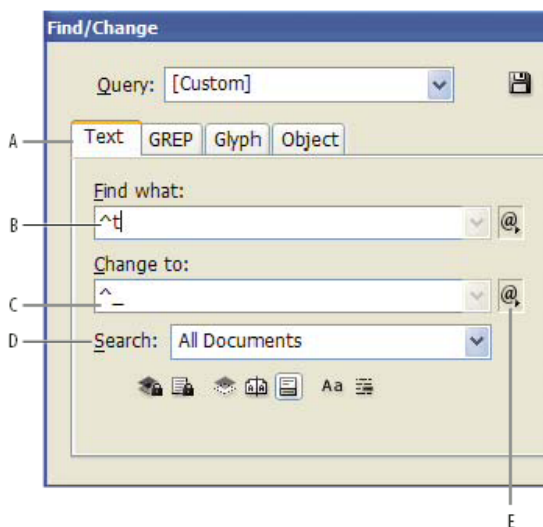 Find/Change
Query: [Custom]
A Text GREP Glyph Object
Find what:
B ^t @
Change to:
C ^_ @
D Search: All Documents
Aa
E